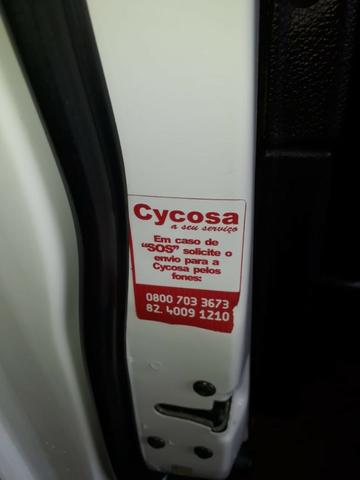 Cycosa
a seu serviço
Em caso de
"SOS" solicite o
envio para a
Cycosa pelos
fones:
0800 703 3673
82. 4009 1210